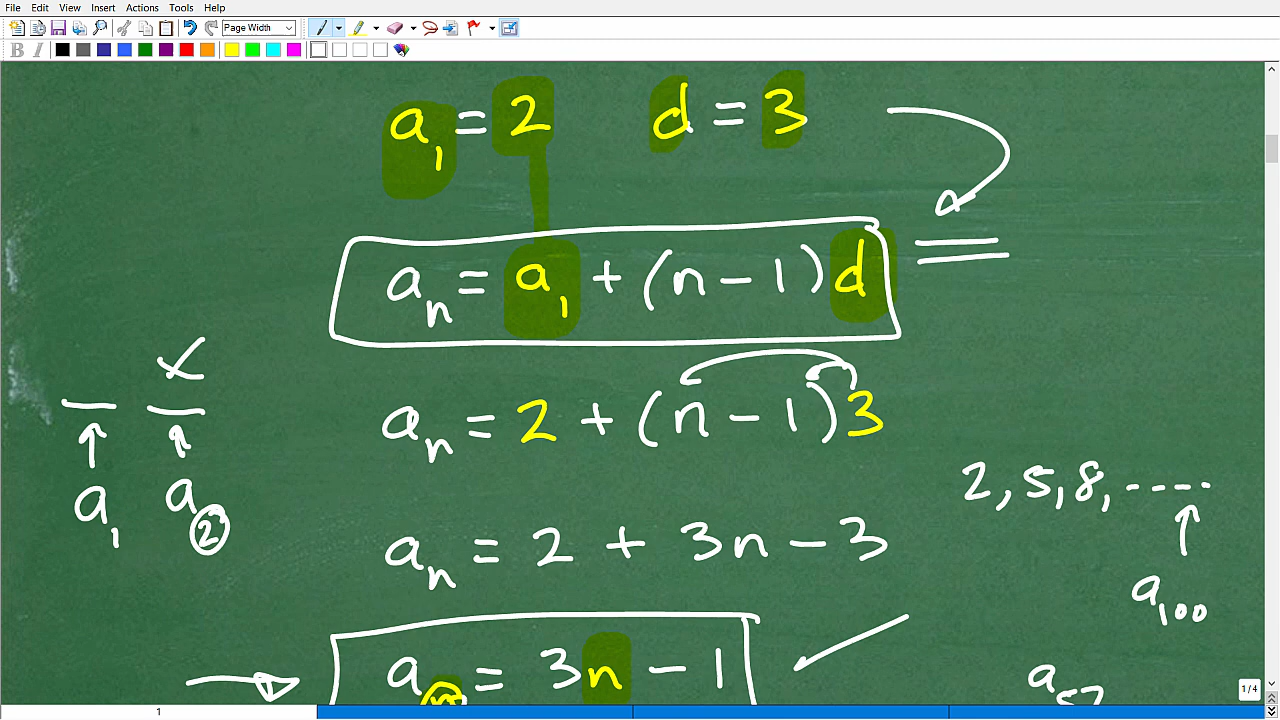 File Edit View Insert Actions Tools Help
Page Width
B I
a₁ = 2 d = 3
aₙ = a₁ + (n - 1) d
aₙ = 2 + (n - 1) 3
a₁ a₂
2, 5, 8, ----
a₁₀₀
aₙ = 2 + 3n - 3
aₙ = 3n - 1
a₅₇
1/4
1